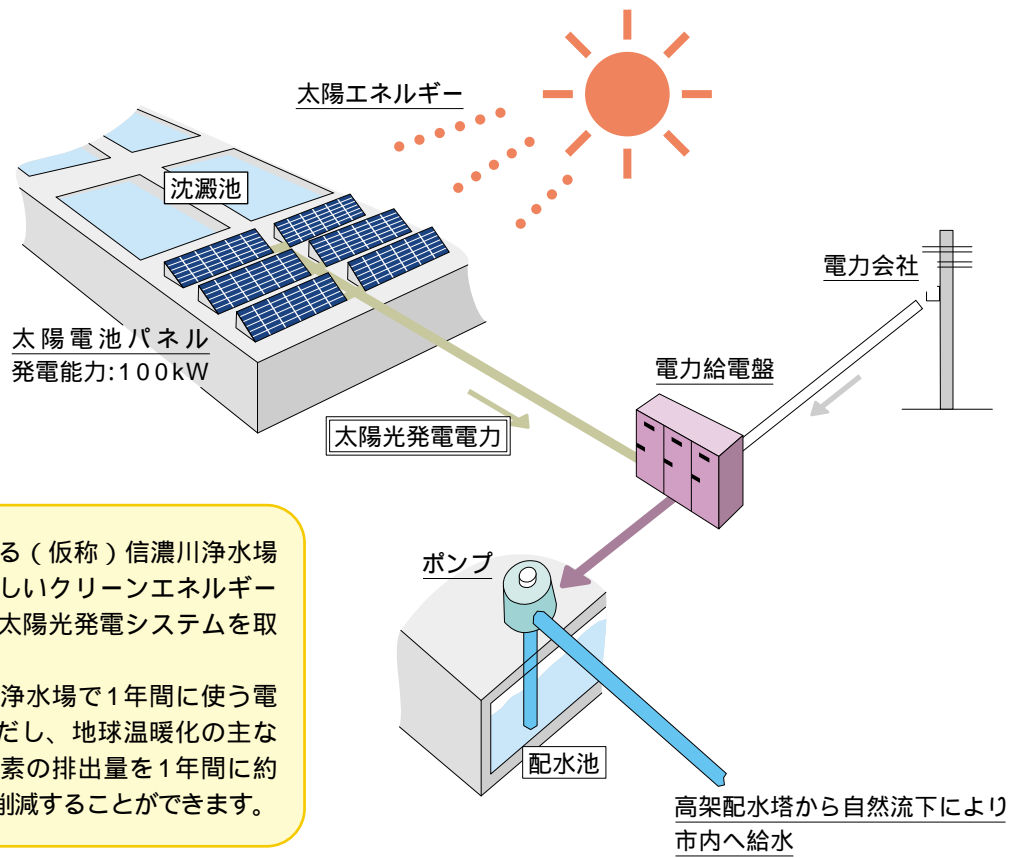 太陽エネルギー
沈澱池
電力会社
太陽電池パネル
発電能力:100kW
電力給電盤
太陽光発電電力
る（仮称）信濃川浄水場
しいクリーンエネルギー
太陽光発電システムを取
浄水場で1年間に使う電
だし、地球温暖化の主な
素の排出量を1年間に約
削減することができます。
ポンプ
配水池
高架配水塔から自然流下により
市内へ給水